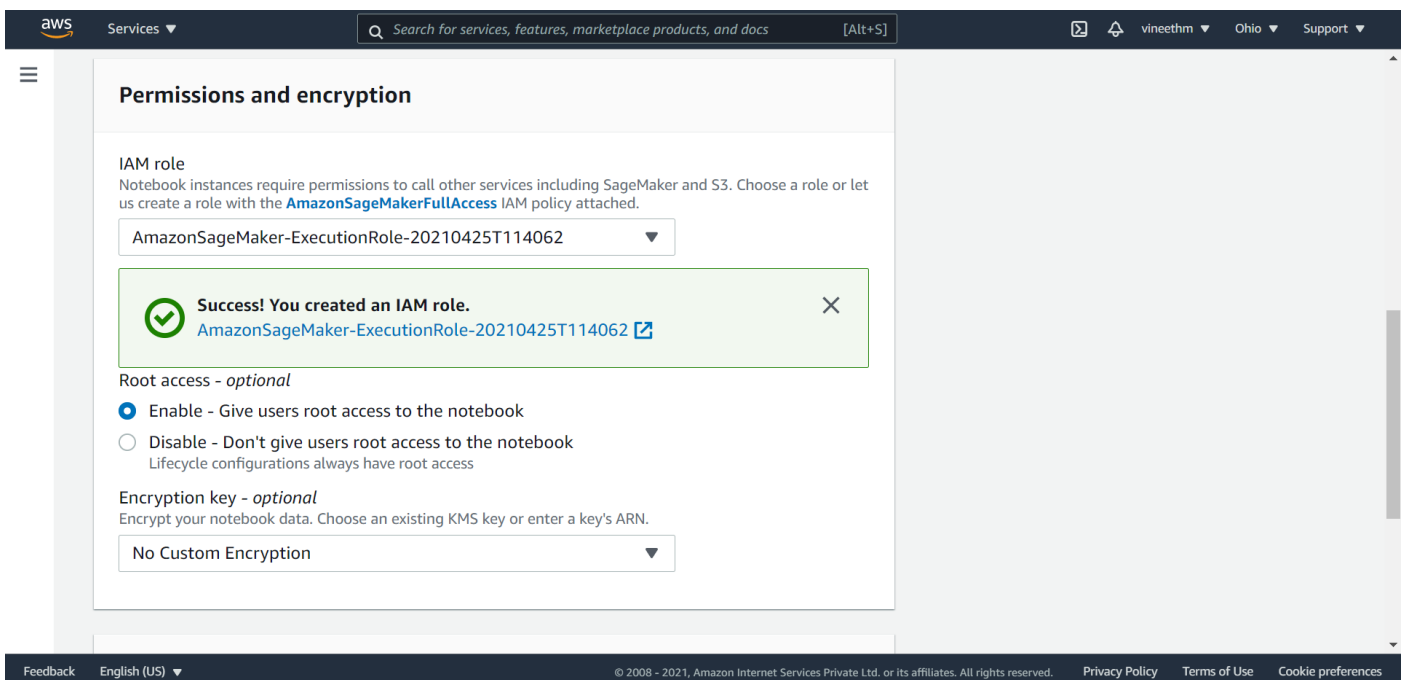 aws
Services ▼
Search for services, features, marketplace products, and docs [Alt+S]
vineethm ▼
Ohio ▼
Support ▼
Permissions and encryption
IAM role
Notebook instances require permissions to call other services including SageMaker and S3. Choose a role or let
us create a role with the AmazonSageMakerFullAccess IAM policy attached.
AmazonSageMaker-ExecutionRole-20210425T114062
Success! You created an IAM role.
AmazonSageMaker-ExecutionRole-20210425T114062
Root access - optional
Enable - Give users root access to the notebook
Disable - Don't give users root access to the notebook
Lifecycle configurations always have root access
Encryption key - optional
Encrypt your notebook data. Choose an existing KMS key or enter a key's ARN.
No Custom Encryption
Feedback
English (US) ▼
© 2008 - 2021, Amazon Internet Services Private Ltd. or its affiliates. All rights reserved.
Privacy Policy
Terms of Use
Cookie preferences